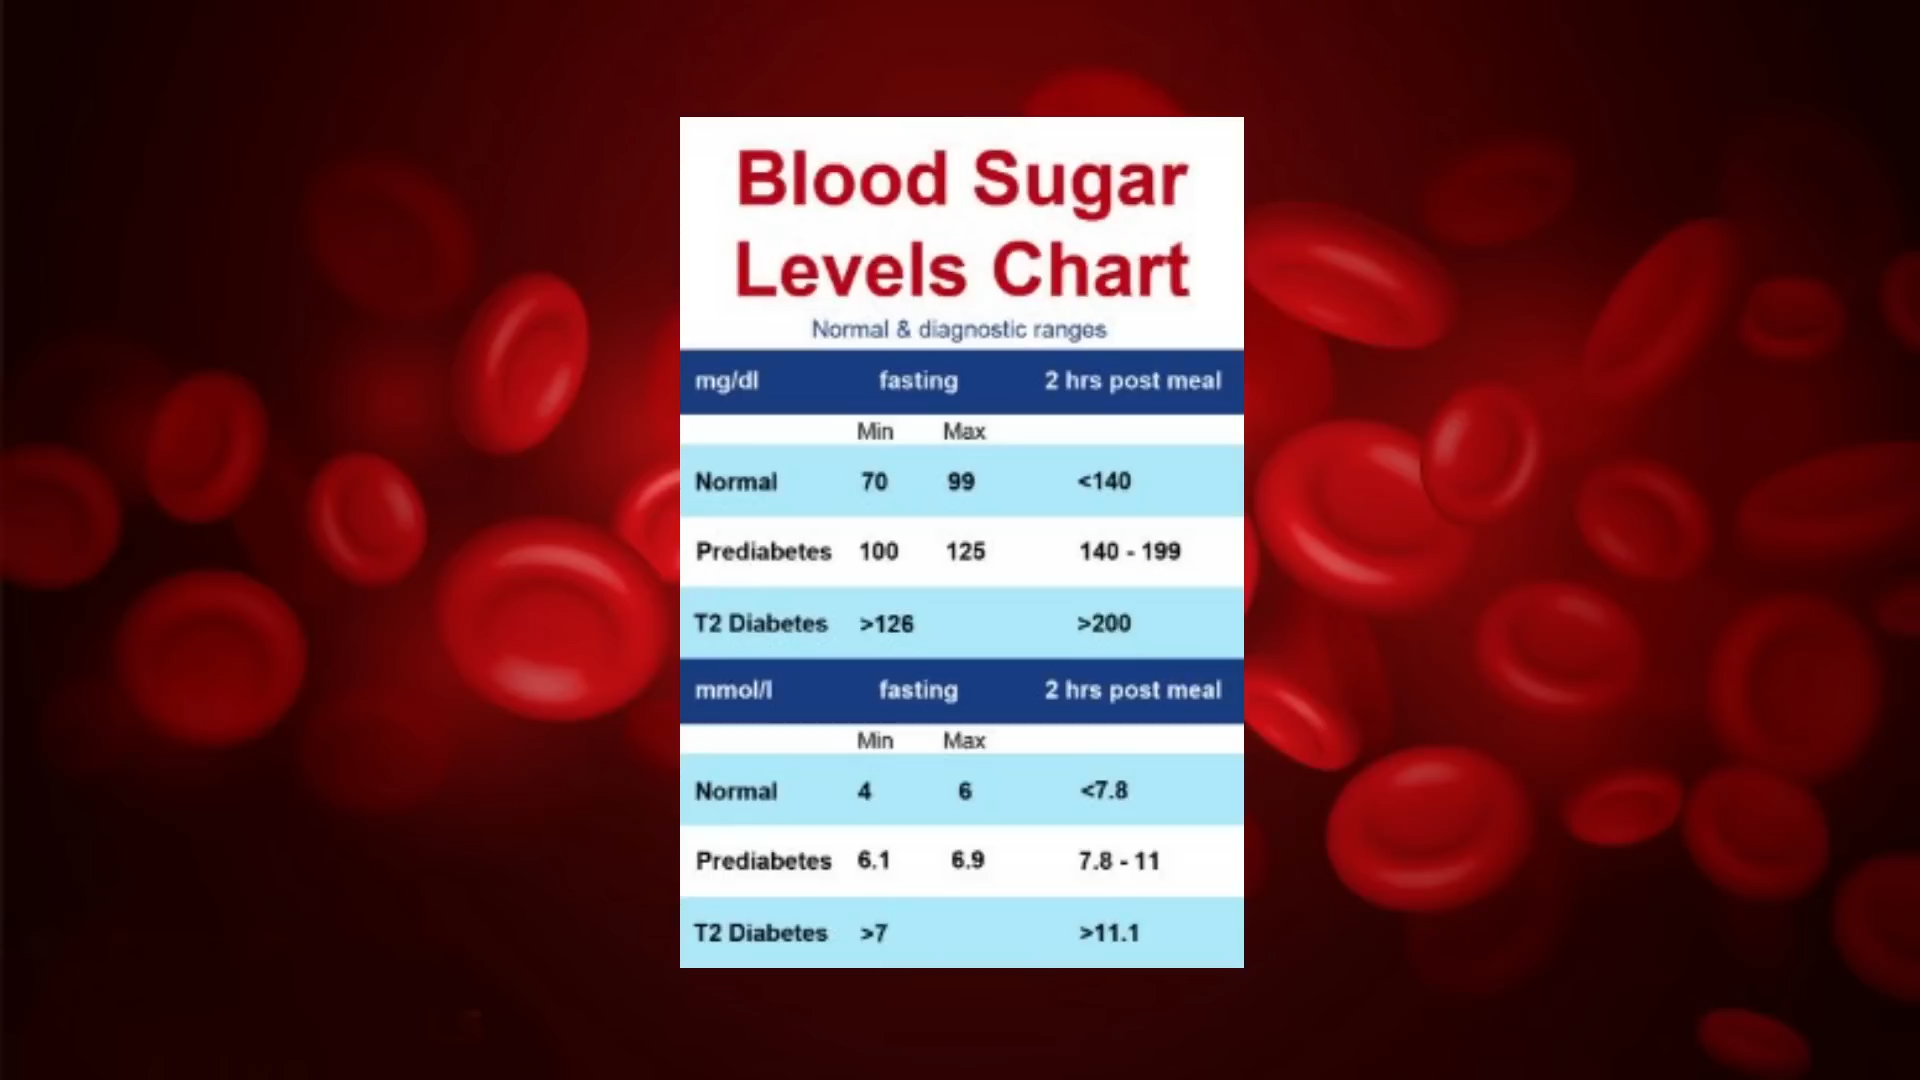 Blood Sugar
Levels Chart
Normal & diagnostic ranges
mg/dl fasting 2 hrs post meal
Min Max
Normal 70 99 <140
Prediabetes 100 125 140 - 199
T2 Diabetes >126 >200
mmol/l fasting 2 hrs post meal
Min Max
Normal 4 6 <7.8
Prediabetes 6.1 6.9 7.8 - 11
T2 Diabetes >7 >11.1